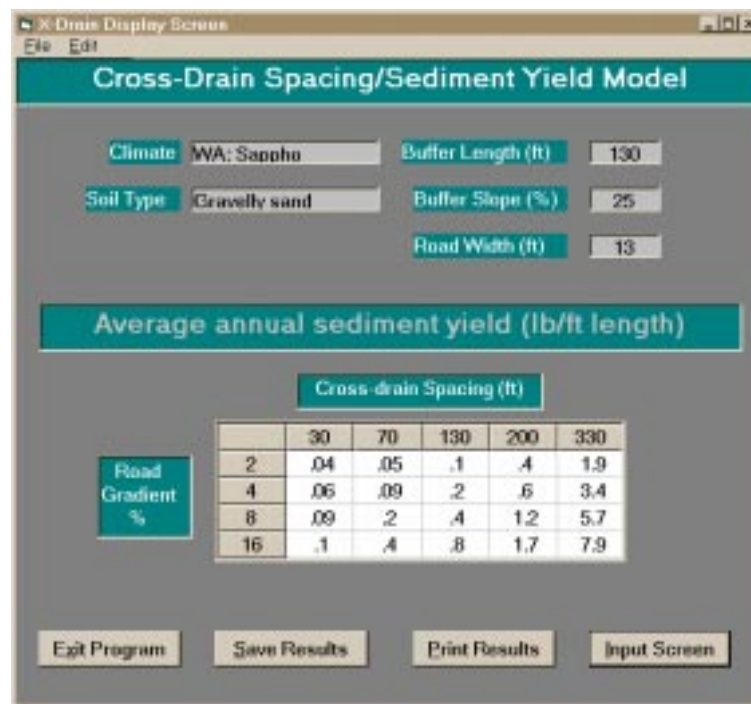 X-Drain Display Screen
File Edit
Cross-Drain Spacing/Sediment Yield Model
Climate WA: Sappho Buffer Length (ft) 130
Soil Type Gravelly sand Buffer Slope (%) 25
Road Width (ft) 13
Average annual sediment yield (lb/ft length)
Cross-drain Spacing (ft)
Road Gradient %
30 70 130 200 330
2 .04 .05 .1 .4 1.9
4 .06 .09 .2 .6 3.4
8 .09 .2 .4 1.2 5.7
16 .1 .4 .8 1.7 7.9
Exit Program Save Results Print Results Input Screen